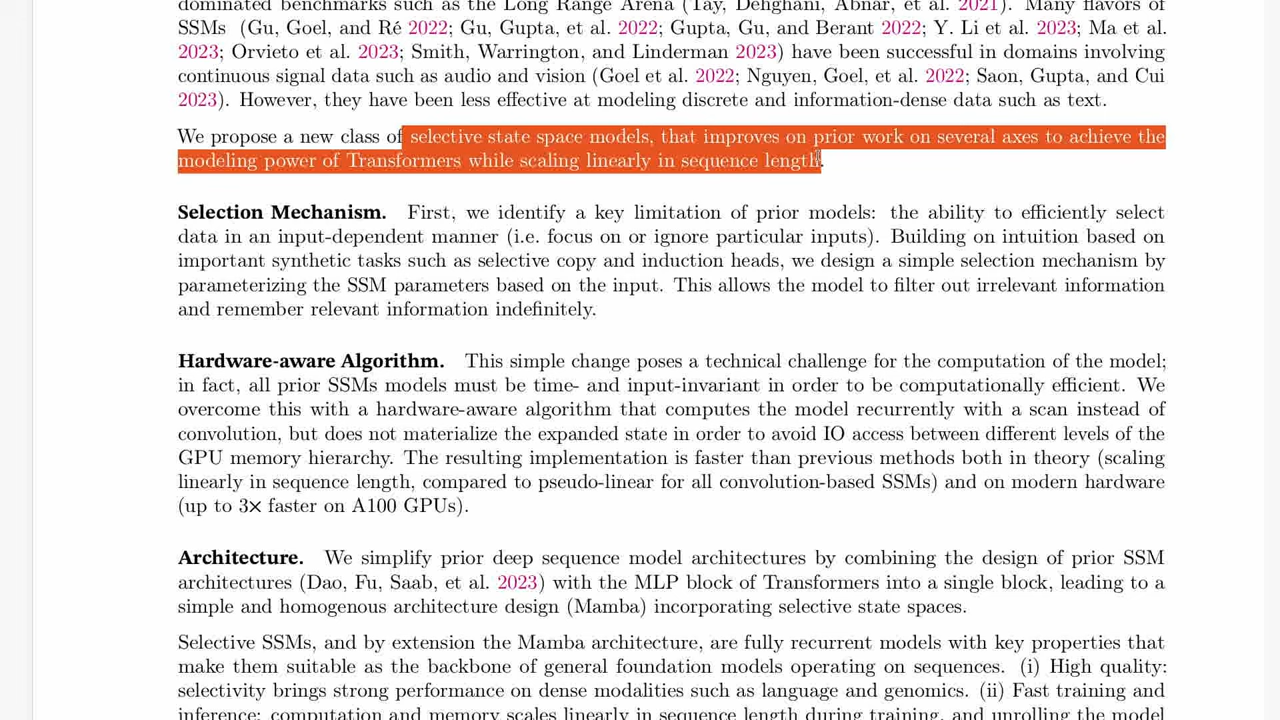 dominated benchmarks such as the Long Range Arena (Tay, Dehghani, Abnar, et al. 2021). Many flavors of
SSMs (Gu, Goel, and Ré 2022; Gu, Gupta, et al. 2022; Gupta, Gu, and Berant 2022; Y. Li et al. 2023; Ma et al.
2023; Orvieto et al. 2023; Smith, Warrington, and Linderman 2023) have been successful in domains involving
continuous signal data such as audio and vision (Goel et al. 2022; Nguyen, Goel, et al. 2022; Saon, Gupta, and Cui
2023). However, they have been less effective at modeling discrete and information-dense data such as text.
We propose a new class of selective state space models, that improves on prior work on several axes to achieve the
modeling power of Transformers while scaling linearly in sequence length.
Selection Mechanism. First, we identify a key limitation of prior models: the ability to efficiently select
data in an input-dependent manner (i.e. focus on or ignore particular inputs). Building on intuition based on
important synthetic tasks such as selective copy and induction heads, we design a simple selection mechanism by
parameterizing the SSM parameters based on the input. This allows the model to filter out irrelevant information
and remember relevant information indefinitely.
Hardware-aware Algorithm. This simple change poses a technical challenge for the computation of the model;
in fact, all prior SSMs models must be time- and input-invariant in order to be computationally efficient. We
overcome this with a hardware-aware algorithm that computes the model recurrently with a scan instead of
convolution, but does not materialize the expanded state in order to avoid IO access between different levels of the
GPU memory hierarchy. The resulting implementation is faster than previous methods both in theory (scaling
linearly in sequence length, compared to pseudo-linear for all convolution-based SSMs) and on modern hardware
(up to 3× faster on A100 GPUs).
Architecture. We simplify prior deep sequence model architectures by combining the design of prior SSM
architectures (Dao, Fu, Saab, et al. 2023) with the MLP block of Transformers into a single block, leading to a
simple and homogenous architecture design (Mamba) incorporating selective state spaces.
Selective SSMs, and by extension the Mamba architecture, are fully recurrent models with key properties that
make them suitable as the backbone of general foundation models operating on sequences. (i) High quality:
selectivity brings strong performance on dense modalities such as language and genomics. (ii) Fast training and
inference: computation and memory scales linearly in sequence length during training, and unrolling the model